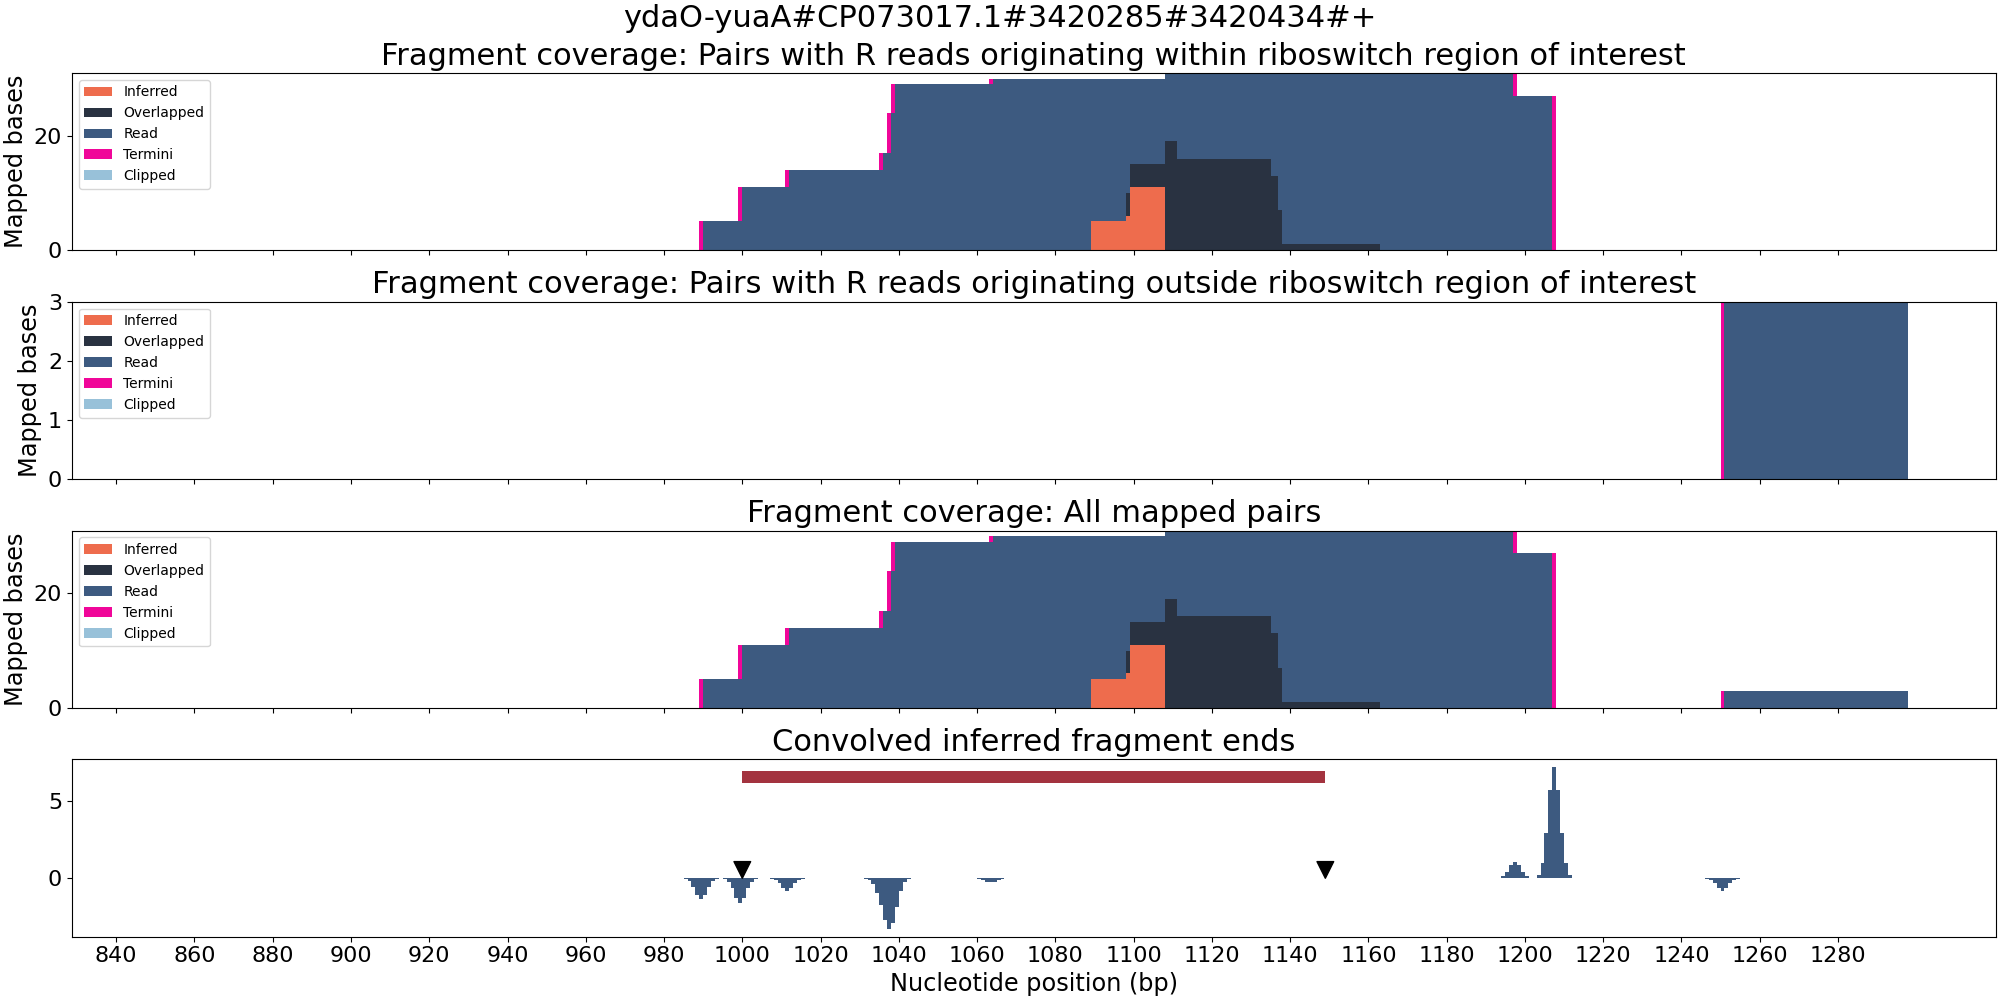 ydaO-yuaA#CP073017.1#3420285#3420434#+
Fragment coverage: Pairs with R reads originating within riboswitch region of interest
Mapped bases
20
0
Inferred
Overlapped
Read
Termini
Clipped
Fragment coverage: Pairs with R reads originating outside riboswitch region of interest
Mapped bases
3
2
1
0
Inferred
Overlapped
Read
Termini
Clipped
Fragment coverage: All mapped pairs
Mapped bases
20
0
Inferred
Overlapped
Read
Termini
Clipped
Convolved inferred fragment ends
5
0
840 860 880 900 920 940 960 980 1000 1020 1040 1060 1080 1100 1120 1140 1160 1180 1200 1220 1240 1260 1280
Nucleotide position (bp)